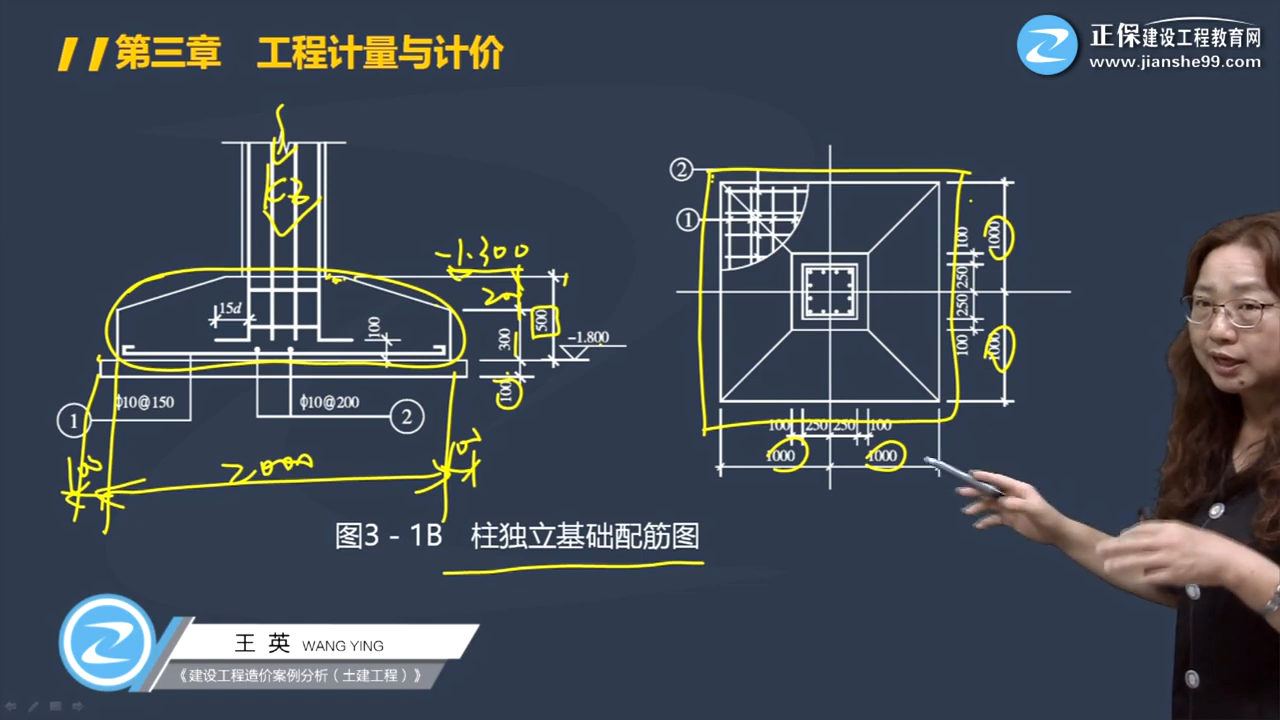 第三章 工程计量与计价
正保建设工程教育网
www.jianshe99.com
C3
15d
100
-1.300
200
300
500
-1.800
100
① ϕ10@150
ϕ10@200 ②
100
2000
100
②
①
100 250 250 100
1000 1000
100 250 250 100
1000 1000
图3-1B 柱独立基础配筋图
王英 WANG YING
《建设工程造价案例分析（土建工程）》